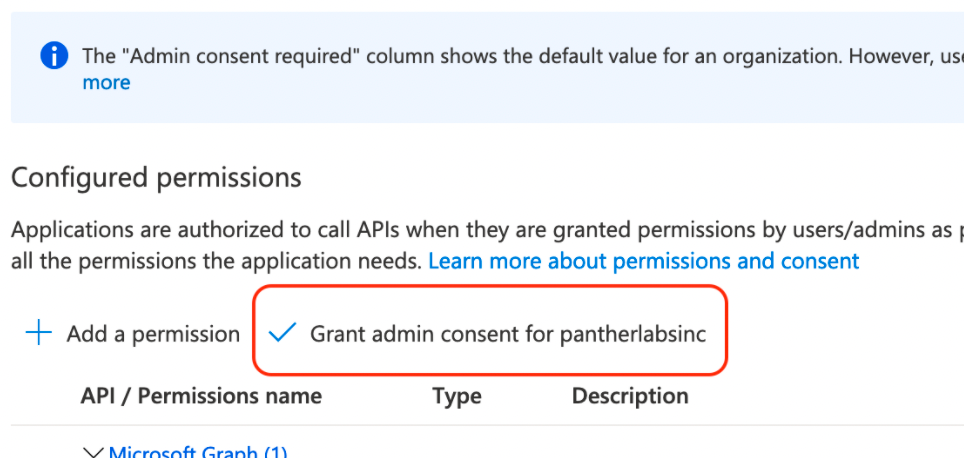 The "Admin consent required" column shows the default value for an organization. However, use
more
Configured permissions
Applications are authorized to call APIs when they are granted permissions by users/admins as p
all the permissions the application needs. Learn more about permissions and consent
Add a permission Grant admin consent for pantherlabsinc
API / Permissions name Type Description
Microsoft Graph (1)